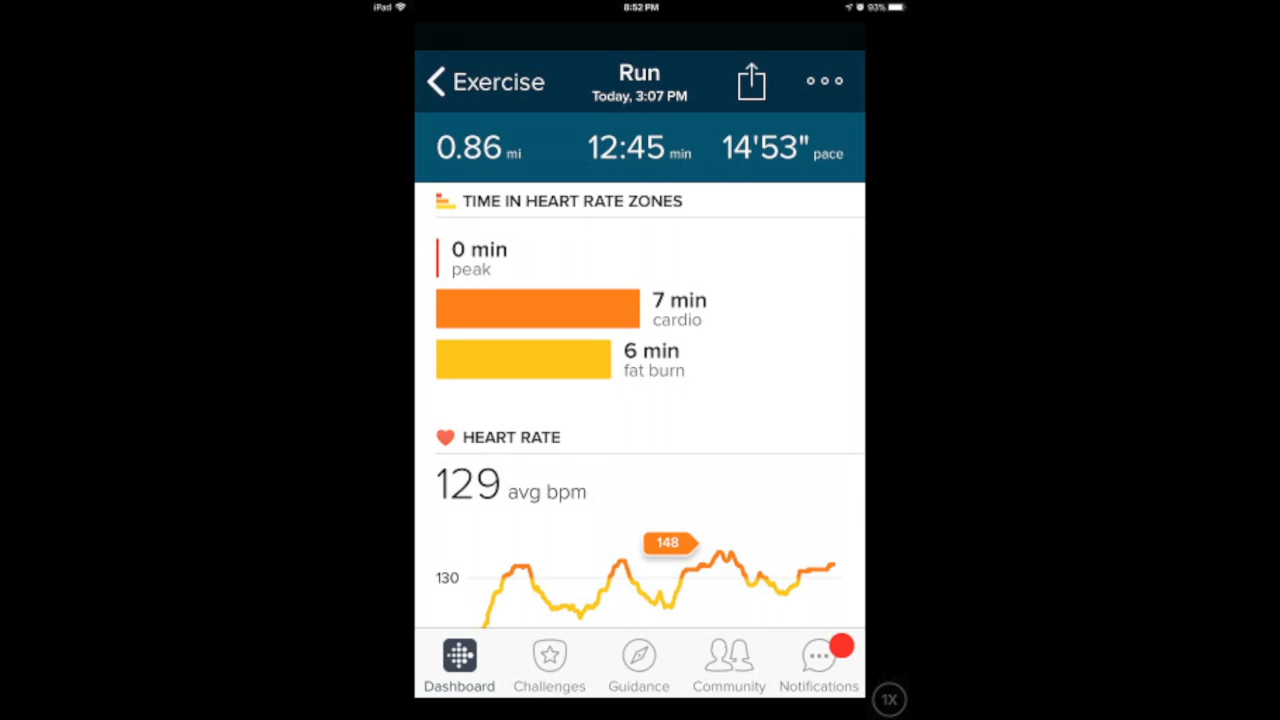 iPad 8:52 PM 93%
Exercise Run
Today, 3:07 PM
0.86 mi 12:45 min 14'53" pace
TIME IN HEART RATE ZONES
0 min
peak
7 min
cardio
6 min
fat burn
HEART RATE
129 avg bpm
148
130
Dashboard Challenges Guidance Community Notifications
1X